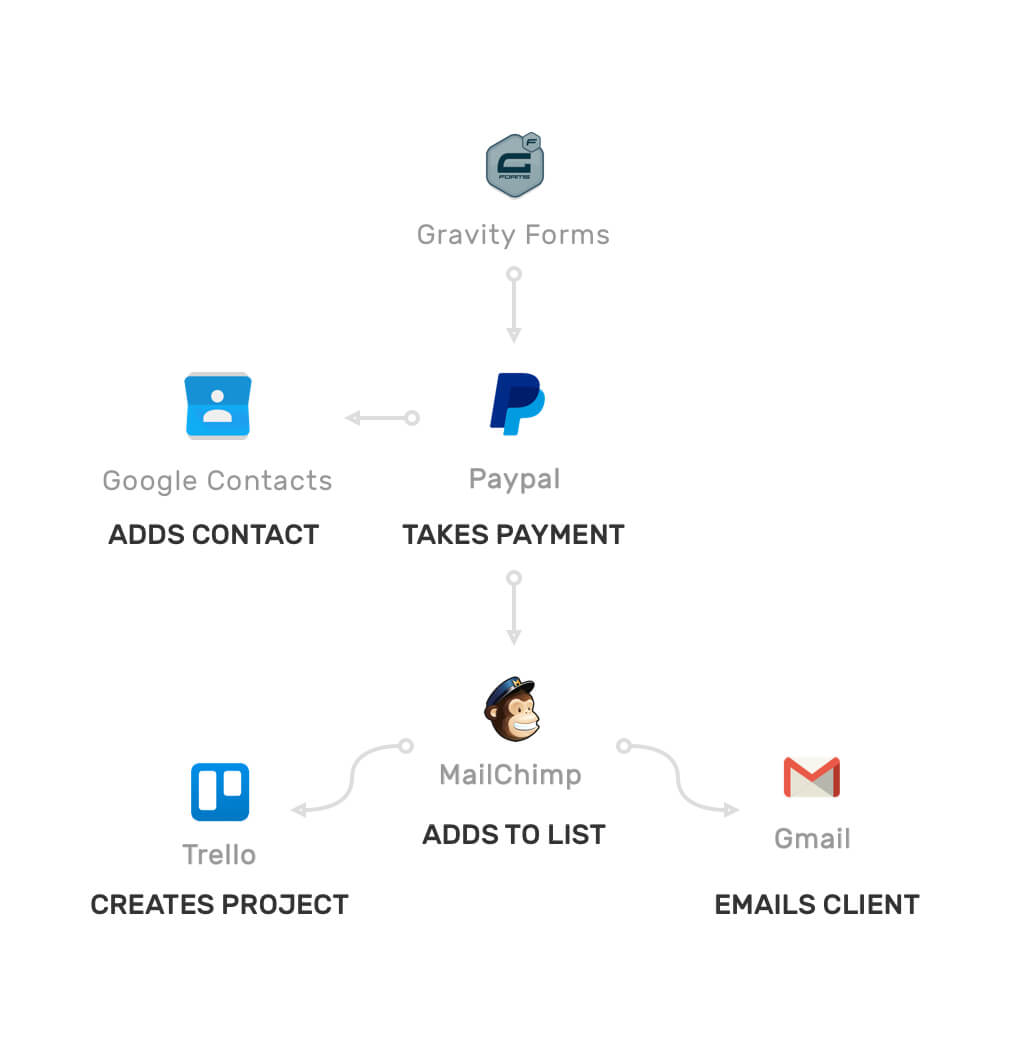 G
F
FORMS
Gravity Forms
Google Contacts
Paypal
ADDS CONTACT
TAKES PAYMENT
MailChimp
ADDS TO LIST
Trello
Gmail
CREATES PROJECT
EMAILS CLIENT